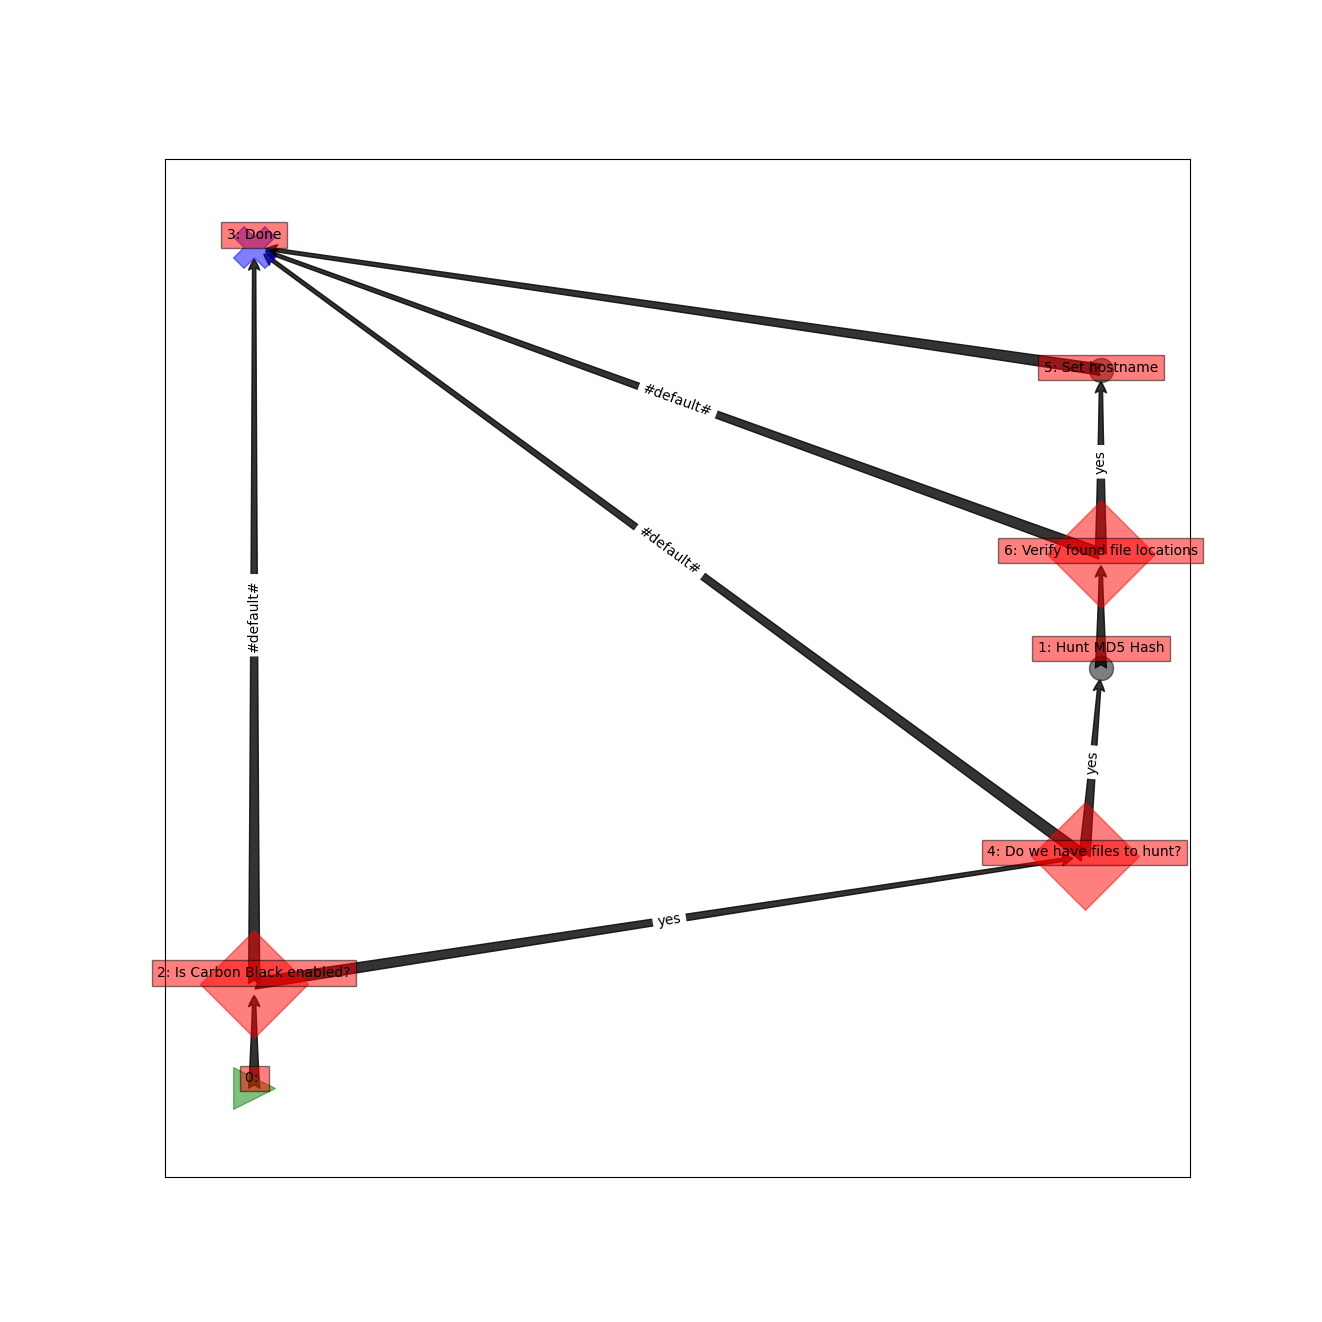 3: Done
5: Set hostname
#default#
yes
#default#
6: Verify found file locations
#default#
1: Hunt MD5 Hash
yes
4: Do we have files to hunt?
yes
2: Is Carbon Black enabled?
0: